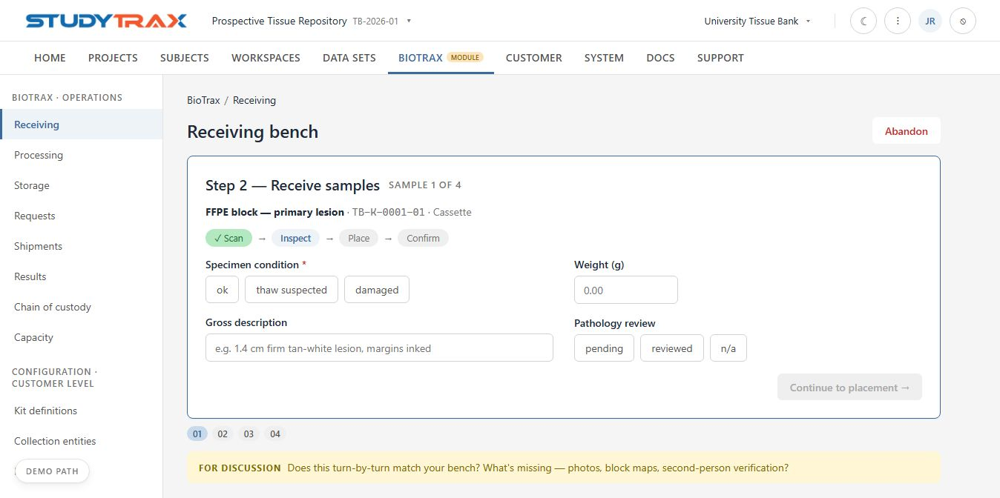 STUDYTRAX Prospective Tissue Repository TB-2026-01 ▾ University Tissue Bank ▾ JR
HOME PROJECTS SUBJECTS WORKSPACES DATA SETS BIOTRAX MODULE CUSTOMER SYSTEM DOCS SUPPORT
BIOTRAX · OPERATIONS
Receiving
Processing
Storage
Requests
Shipments
Results
Chain of custody
Capacity
CONFIGURATION ·
CUSTOMER LEVEL
Kit definitions
Collection entities
DEMO PATH
BioTrax / Receiving
Receiving bench Abandon
Step 2 — Receive samples SAMPLE 1 OF 4
FFPE block — primary lesion · TB-K-0001-01 · Cassette
✓ Scan → Inspect → Place → Confirm
Specimen condition * Weight (g)
ok thaw suspected damaged 0.00
Gross description Pathology review
e.g. 1.4 cm firm tan-white lesion, margins inked pending reviewed n/a
Continue to placement →
01 02 03 04
FOR DISCUSSION Does this turn-by-turn match your bench? What's missing — photos, block maps, second-person verification?